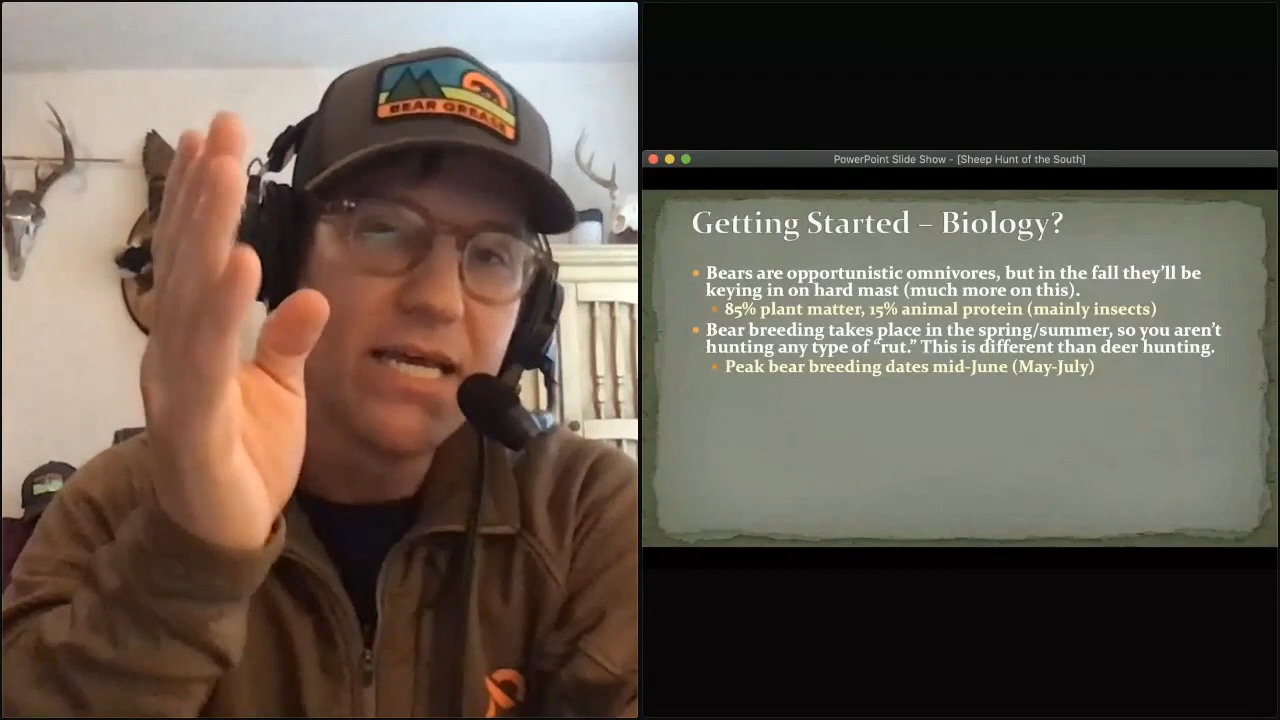 BEAR GREASE
PowerPoint Slide Show - [Sheep Hunt of the South]
Getting Started – Biology?
• Bears are opportunistic omnivores, but in the fall they’ll be
keying in on hard mast (much more on this).
• 85% plant matter, 15% animal protein (mainly insects)
• Bear breeding takes place in the spring/summer, so you aren’t
hunting any type of “rut.” This is different than deer hunting.
• Peak bear breeding dates mid-June (May-July)